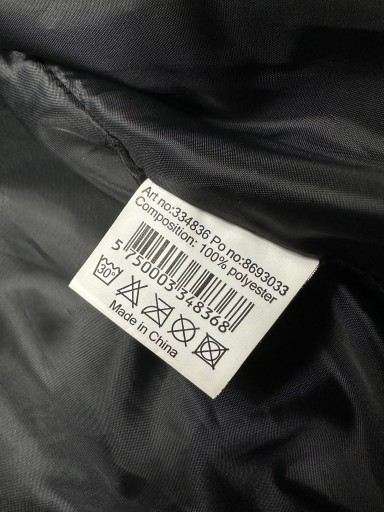 Art no:334836 Po no:8693033
Composition: 100% polyester
5 750003 348368
30°
Made in China